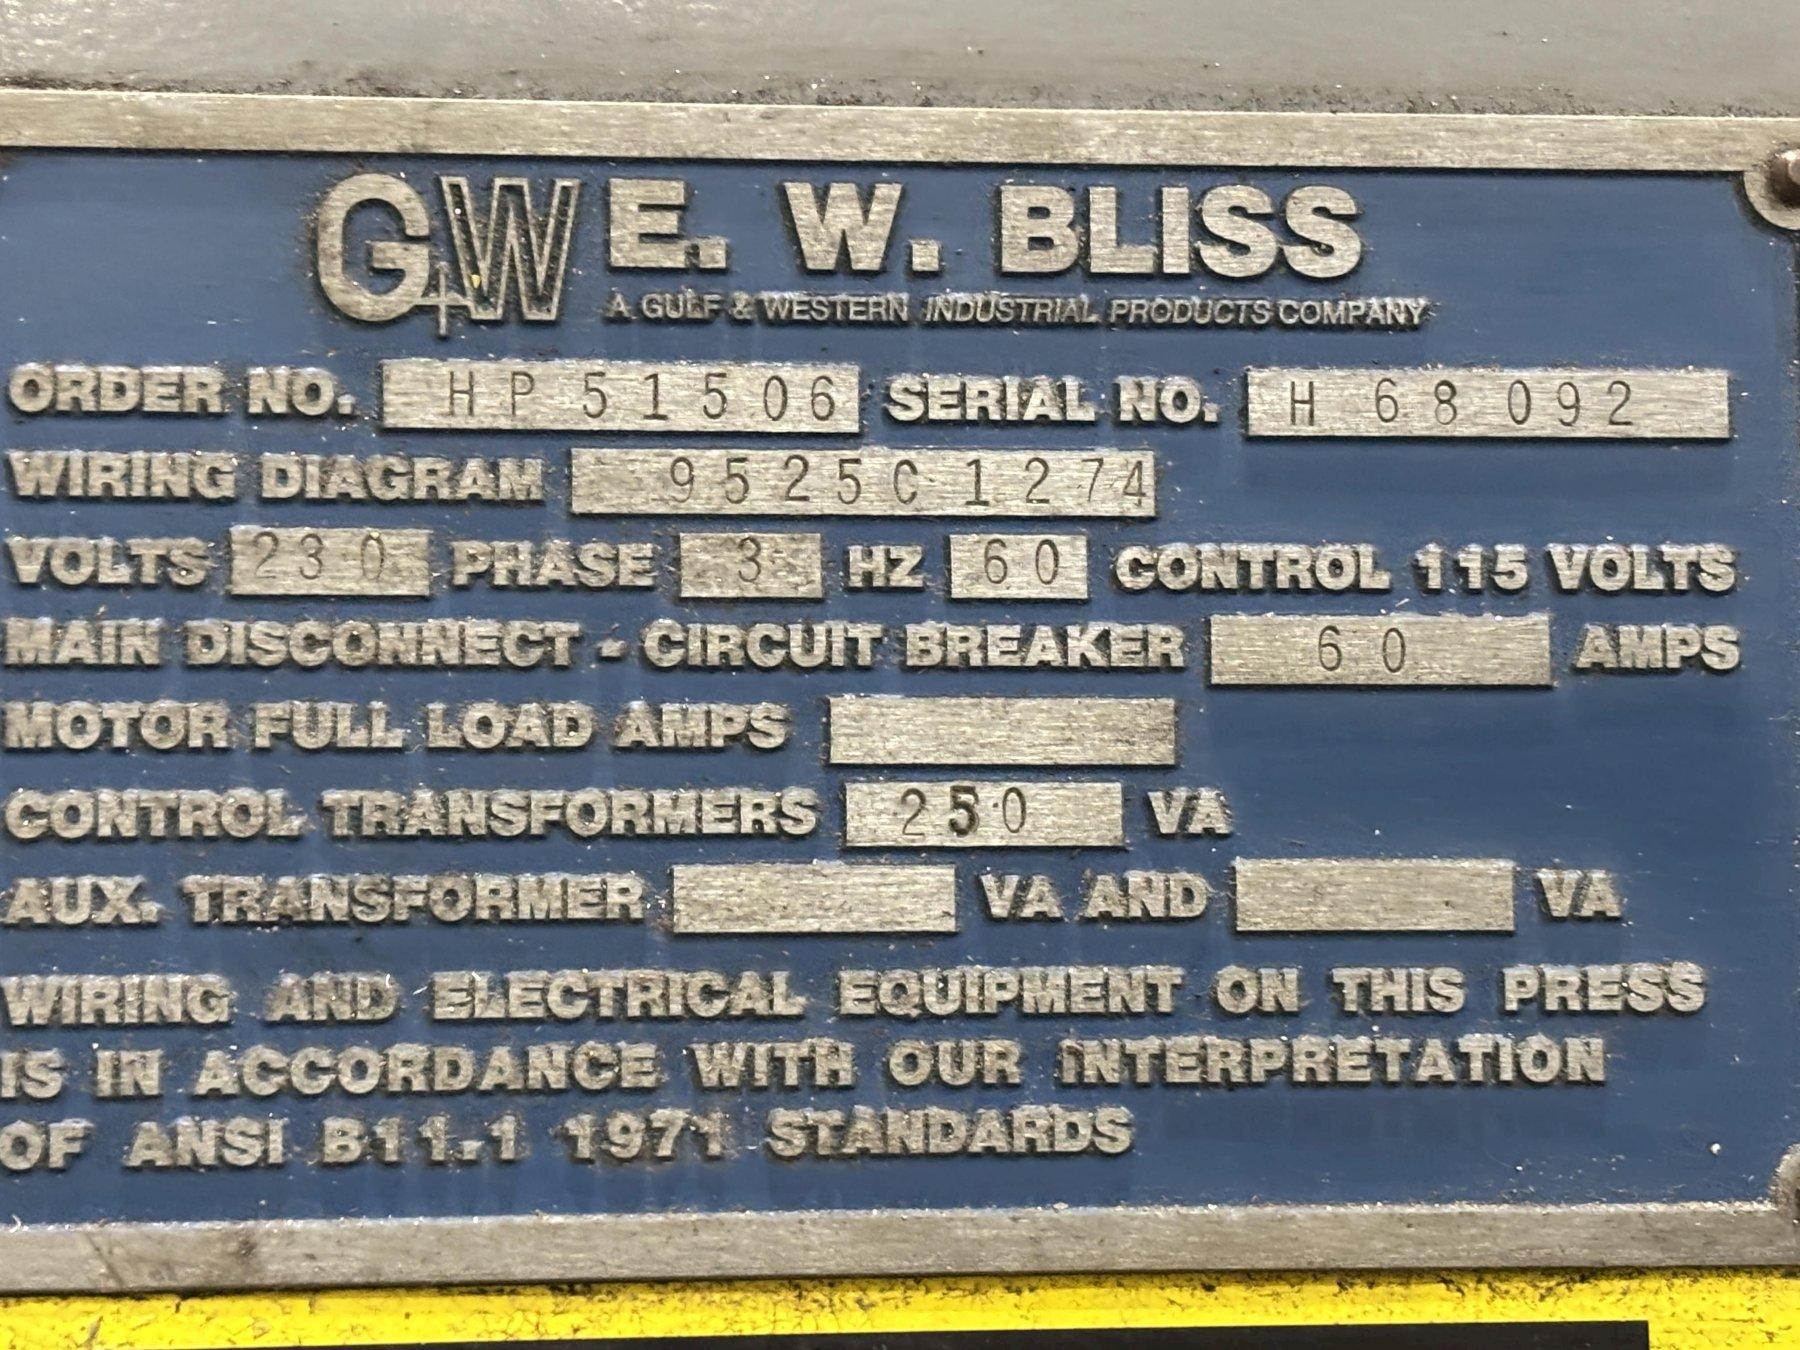 G+W E. W. BLISS
A GULF & WESTERN INDUSTRIAL PRODUCTS COMPANY
ORDER NO. HP51506 SERIAL NO. H 68 092
WIRING DIAGRAM 9525C1274
VOLTS 230 PHASE 3 HZ 60 CONTROL 115 VOLTS
MAIN DISCONNECT - CIRCUIT BREAKER 60 AMPS
MOTOR FULL LOAD AMPS
CONTROL TRANSFORMERS 250 VA
AUX. TRANSFORMER VA AND VA
WIRING AND ELECTRICAL EQUIPMENT ON THIS PRESS
IS IN ACCORDANCE WITH OUR INTERPRETATION
OF ANSI B11.1 1971 STANDARDS